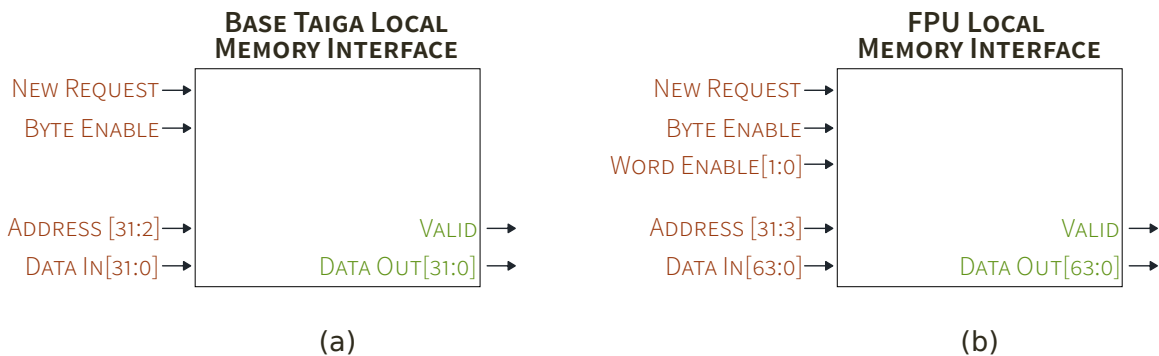 Base Taiga Local
Memory Interface
New Request
Byte Enable
Address [31:2]
Data In[31:0]
Valid
Data Out[31:0]
(a)
FPU Local
Memory Interface
New Request
Byte Enable
Word Enable[1:0]
Address [31:3]
Data In[63:0]
Valid
Data Out[63:0]
(b)